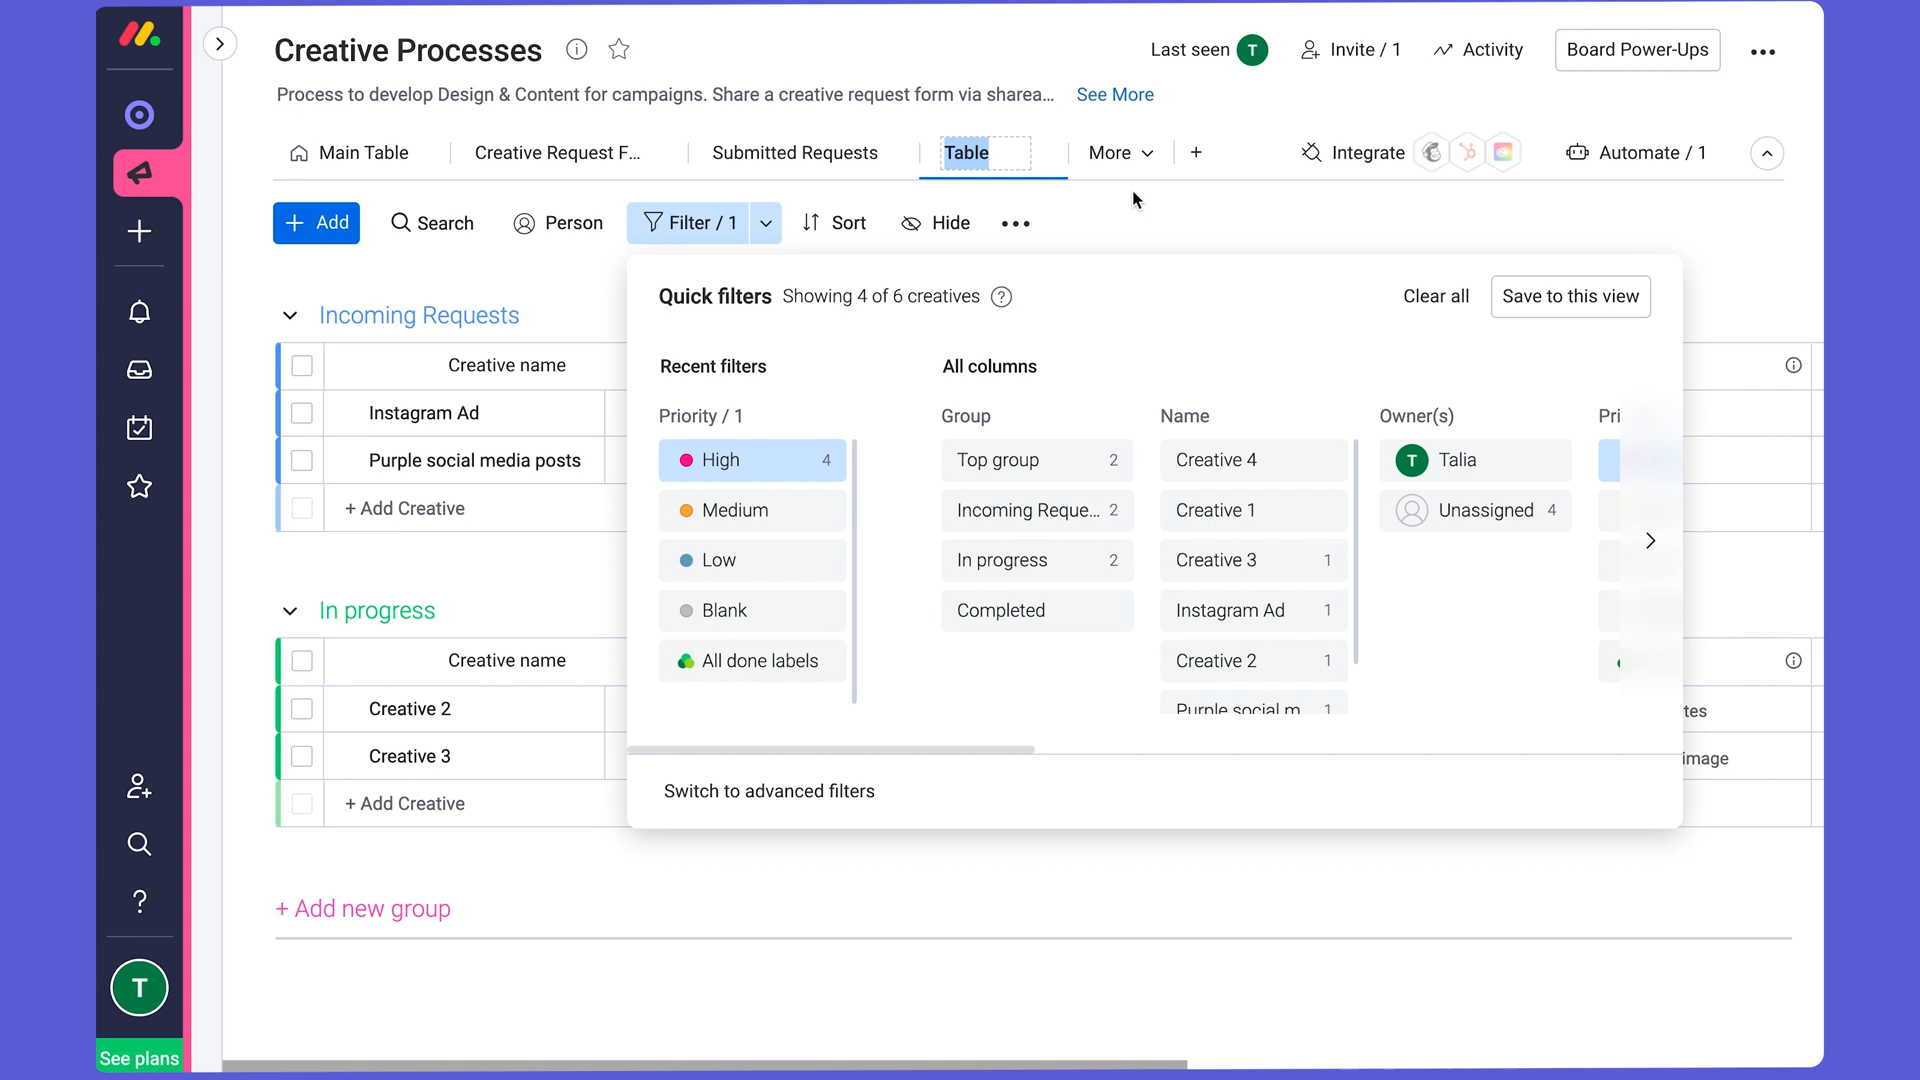 Creative Processes
Last seen T Invite / 1 Activity Board Power-Ups
Process to develop Design & Content for campaigns. Share a creative request form via sharea... See More
Main Table Creative Request F... Submitted Requests Table More + Integrate Automate / 1
+ Add Search Person Filter / 1 Sort Hide
Quick filters Showing 4 of 6 creatives ? Clear all Save to this view
Incoming Requests
Creative name
Instagram Ad
Purple social media posts
+ Add Creative
In progress
Creative name
Creative 2
Creative 3
+ Add Creative
Recent filters
Priority / 1
High 4
Medium
Low
Blank
All done labels
All columns
Group
Top group 2
Incoming Reque... 2
In progress 2
Completed
Name
Creative 4
Creative 1
Creative 3 1
Instagram Ad 1
Creative 2 1
Purple social m... 1
Owner(s)
T Talia
Unassigned 4
Pri
tes
image
Switch to advanced filters
+ Add new group
?
T
See plans